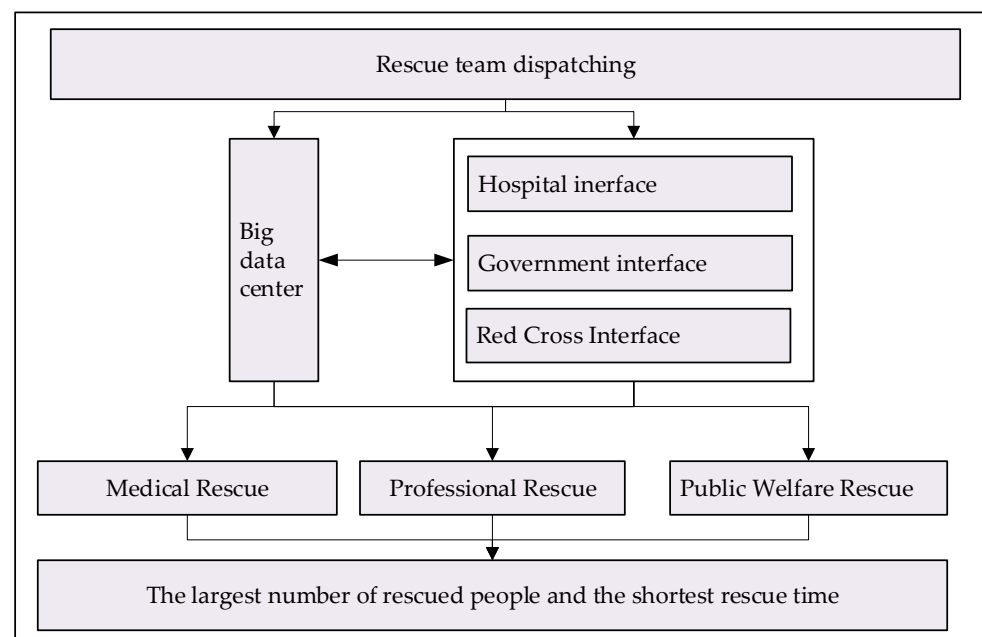 Rescue team dispatching
Big
data
center
Hospital inerface
Government interface
Red Cross Interface
Medical Rescue
Professional Rescue
Public Welfare Rescue
The largest number of rescued people and the shortest rescue time